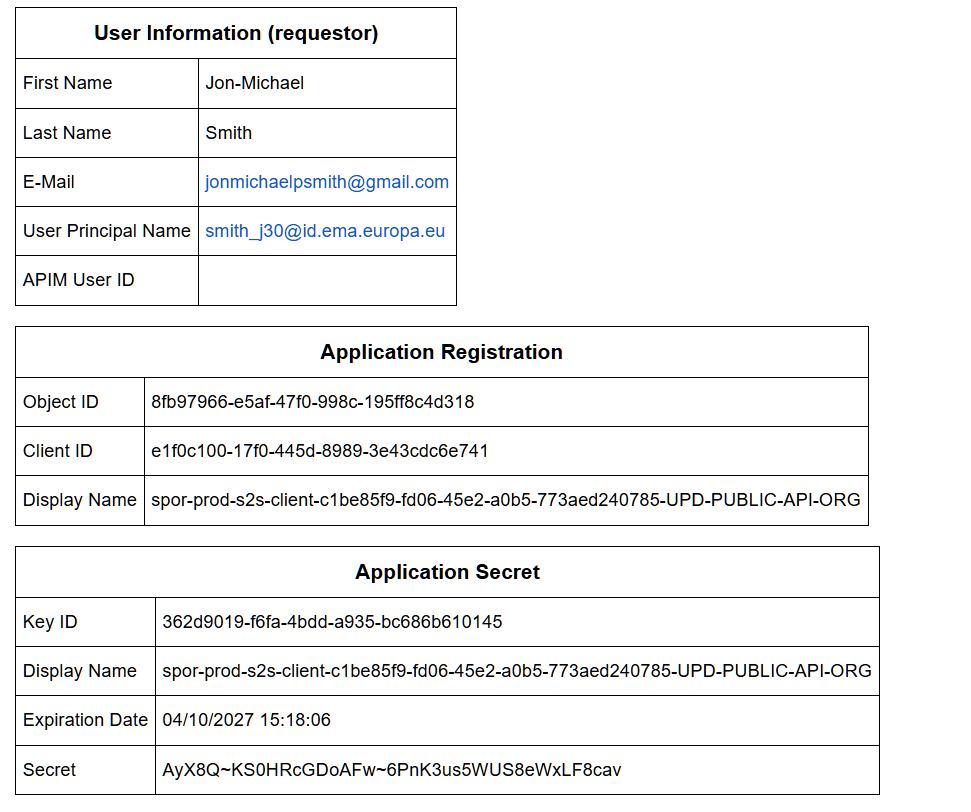 User Information (requestor)
First Name Jon-Michael
Last Name Smith
E-Mail jonmichaelpsmith@gmail.com
User Principal Name smith_j30@id.ema.europa.eu
APIM User ID
Application Registration
Object ID 8fb97966-e5af-47f0-998c-195ff8c4d318
Client ID e1f0c100-17f0-445d-8989-3e43cdc6e741
Display Name spor-prod-s2s-client-c1be85f9-fd06-45e2-a0b5-773aed240785-UPD-PUBLIC-API-ORG
Application Secret
Key ID 362d9019-f6fa-4bdd-a935-bc686b610145
Display Name spor-prod-s2s-client-c1be85f9-fd06-45e2-a0b5-773aed240785-UPD-PUBLIC-API-ORG
Expiration Date 04/10/2027 15:18:06
Secret AyX8Q~KS0HRcGDoAFw~6PnK3us5WUS8eWxLF8cav